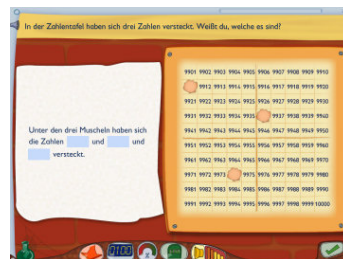 In der Zahlentafel haben sich drei Zahlen versteckt. Weißt du, welche es sind?
Unter den drei Muscheln haben sich
die Zahlen und und
versteckt.
9901 9902 9903 9904 9905 9906 9907 9908 9909 9910
9912 9913 9914 9915 9916 9917 9918 9919 9920
9921 9922 9923 9924 9925 9926 9927 9928 9929 9930
9931 9932 9933 9934 9935 9937 9938 9939 9940
9941 9942 9943 9944 9945 9946 9947 9948 9949 9950
9951 9952 9953 9954 9955 9956 9957 9958 9959 9960
9961 9962 9963 9964 9965 9966 9967 9968 9969 9970
9971 9972 9973 9975 9976 9977 9978 9979 9980
9981 9982 9983 9984 9985 9986 9987 9988 9989 9990
9991 9992 9993 9994 9995 9996 9997 9998 9999 10000